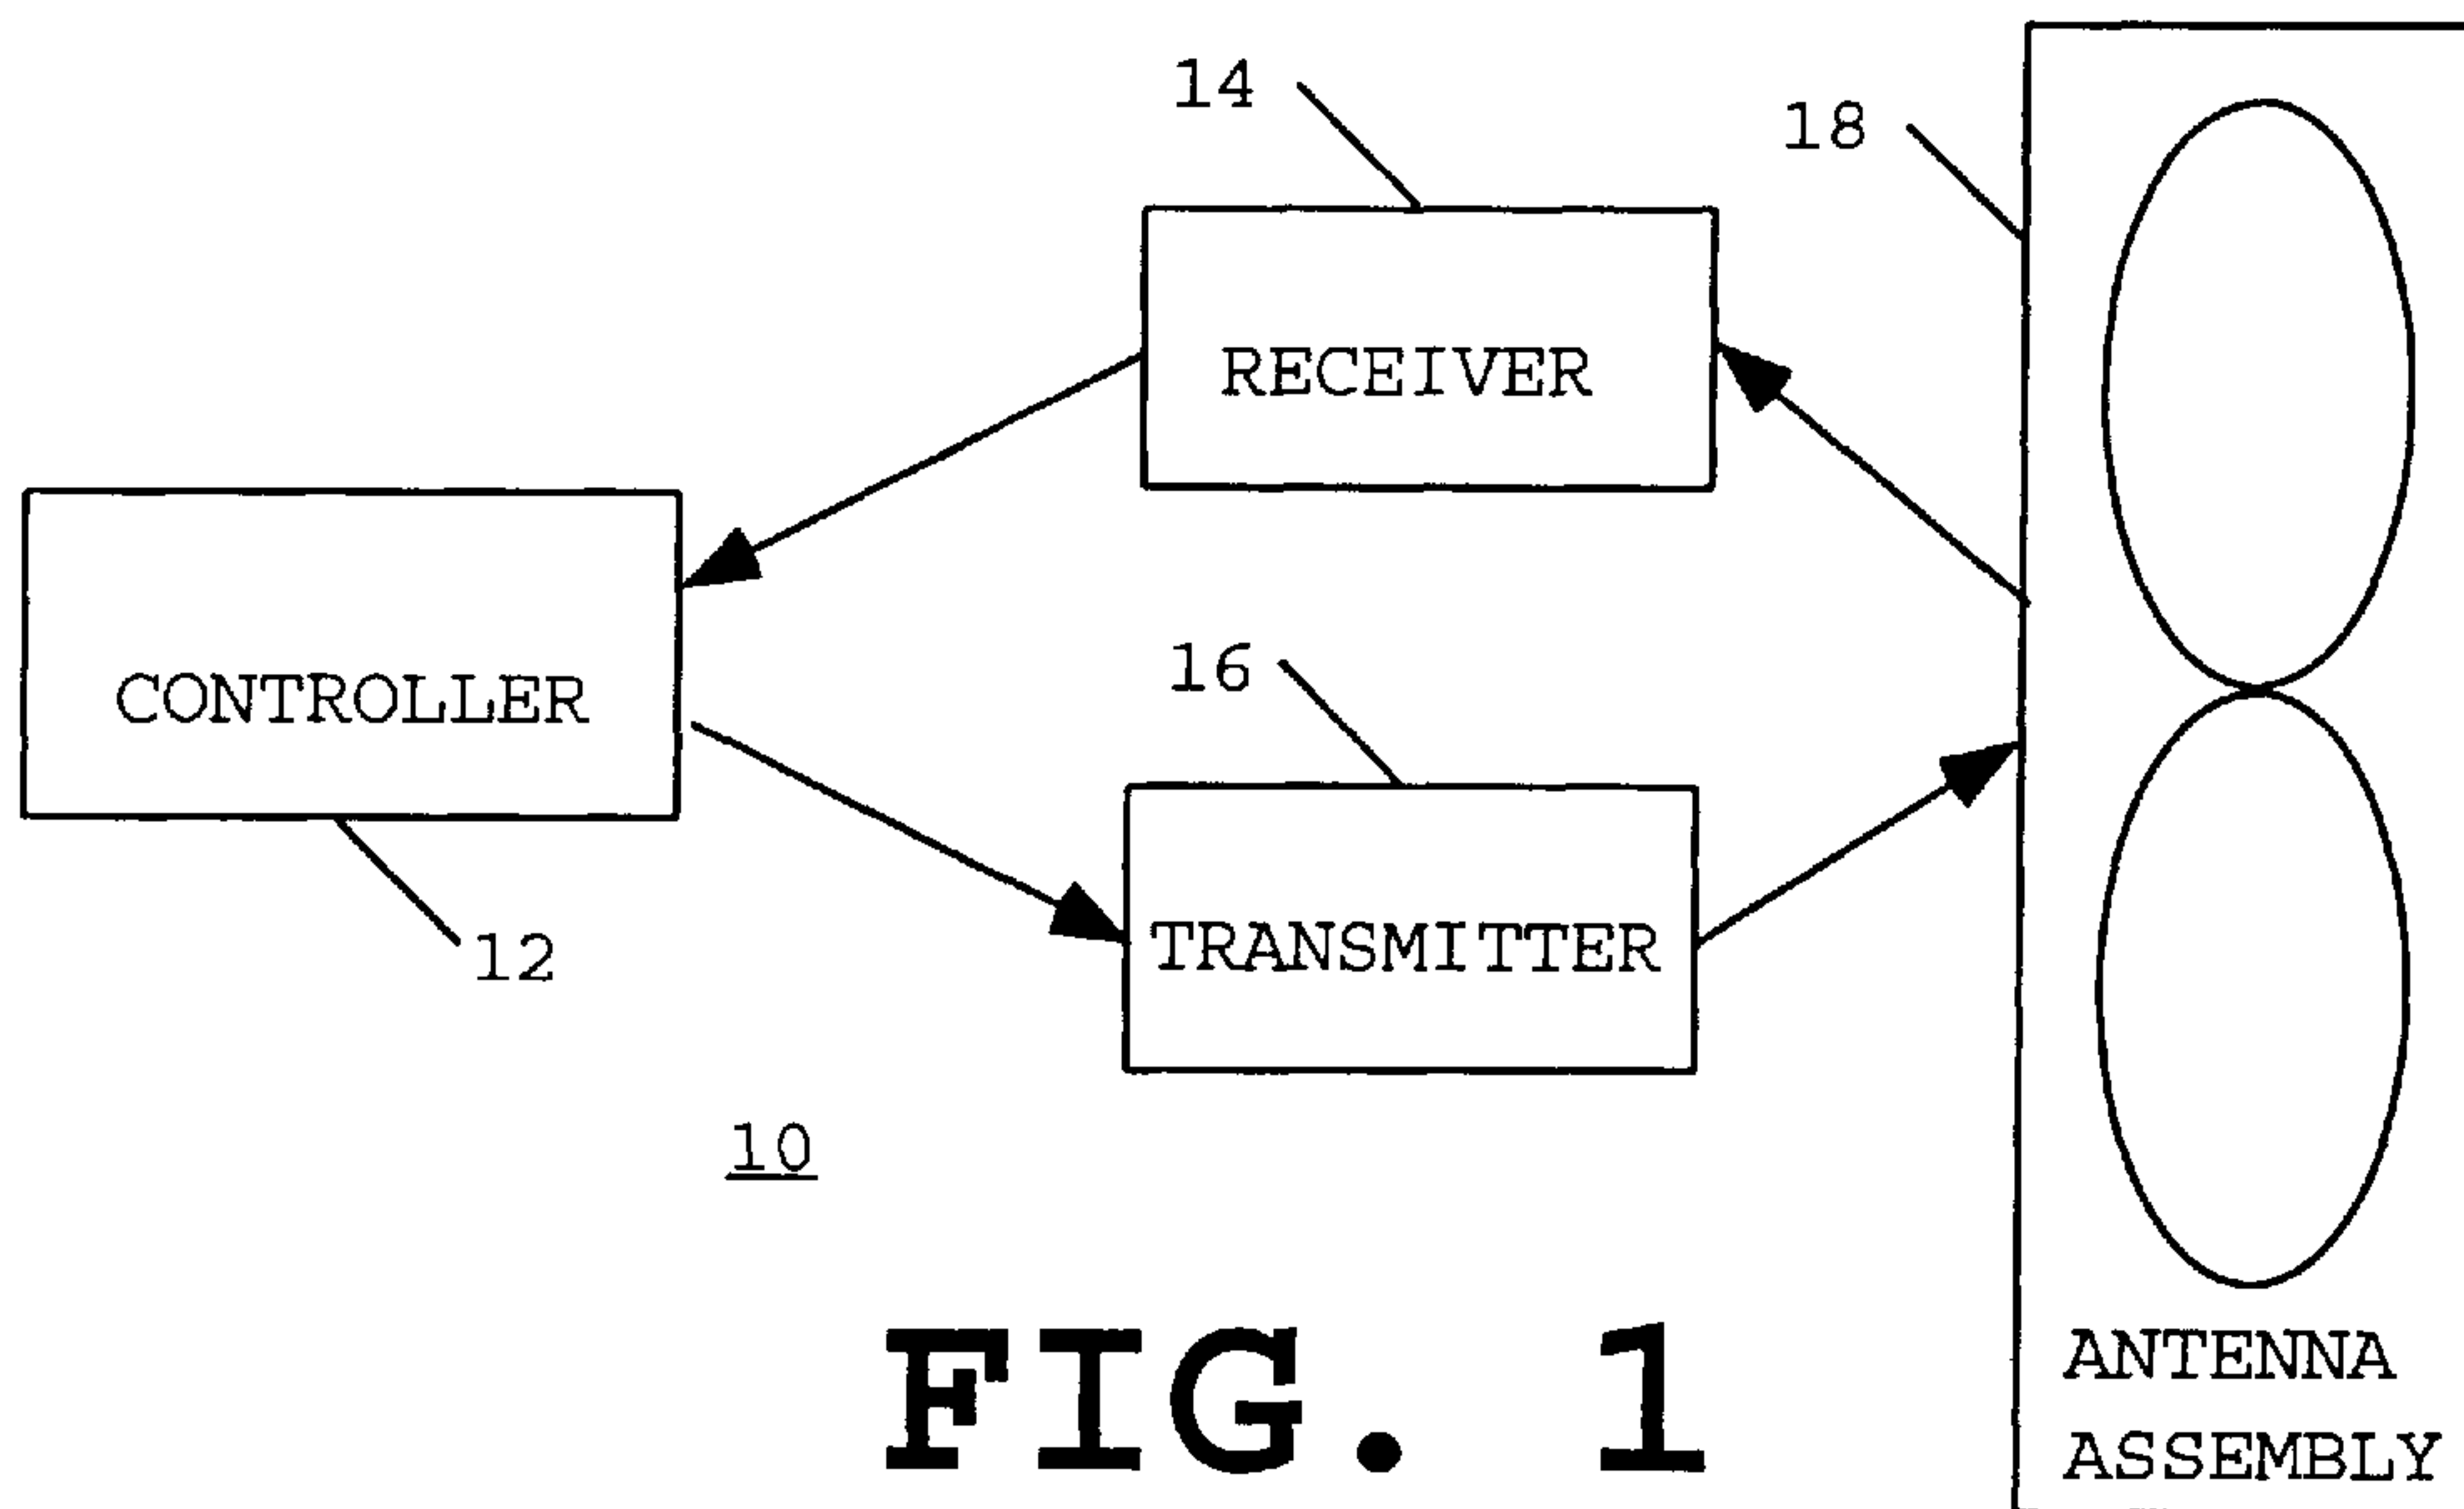 14
18
RECEIVER
CONTROLLER
16
12
TRANSMITTER
10
FIG. 1
ANTENNA
ASSEMBLY